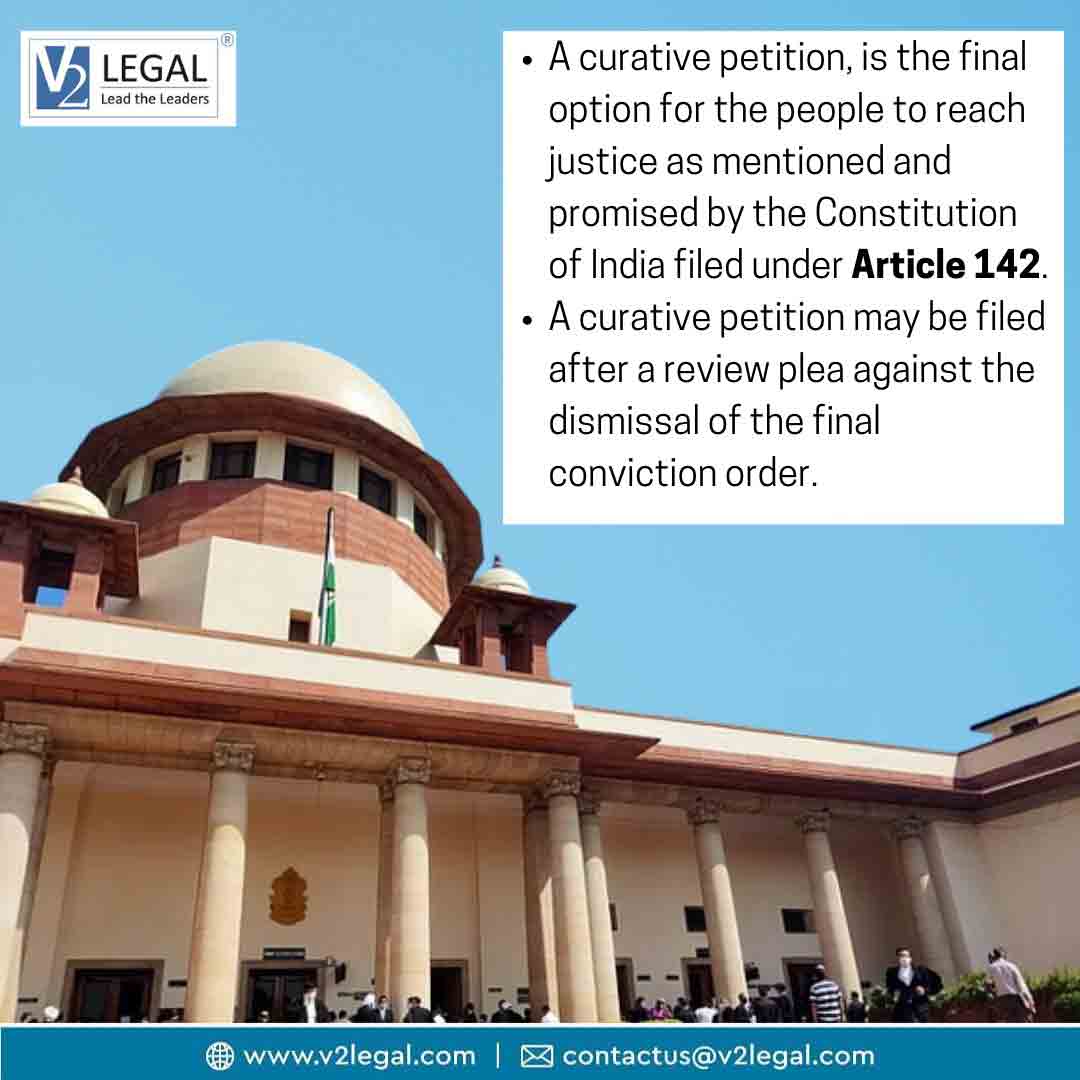 V2 LEGAL ®
Lead the Leaders
• A curative petition, is the final
option for the people to reach
justice as mentioned and
promised by the Constitution
of India filed under Article 142.
• A curative petition may be filed
after a review plea against the
dismissal of the final
conviction order.
www.v2legal.com | contactus@v2legal.com